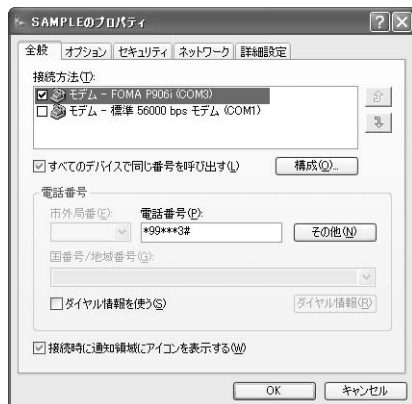 SAMPLEのプロパティ
全般 オプション セキュリティ ネットワーク 詳細設定
接続方法(T):
モデム - FOMA P906i (COM3)
モデム - 標準 56000 bps モデム (COM1)
すべてのデバイスで同じ番号を呼び出す(L) 構成(O)...
電話番号
市外局番(E): 電話番号(P):
*99***3# その他(N)
国番号/地域番号(G):
ダイヤル情報を使う(S) ダイヤル情報(R)
接続時に通知領域にアイコンを表示する(W)
OK キャンセル